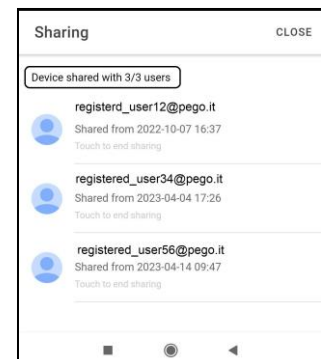 Sharing
CLOSE
Device shared with 3/3 users
registerd_user12@pego.it
Shared from 2022-10-07 16:37
Touch to end sharing
registered_user34@pego.it
Shared from 2023-04-04 17:26
Touch to end sharing
registered_user56@pego.it
Shared from 2023-04-14 09:47
Touch to end sharing